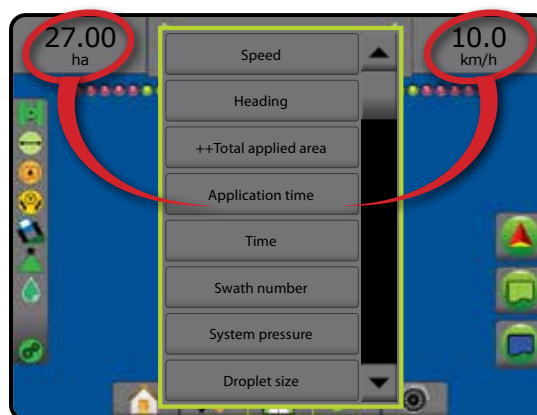 27.00
ha
10.0
km/h
Speed
Heading
++Total applied area
Application time
Time
Swath number
System pressure
Droplet size